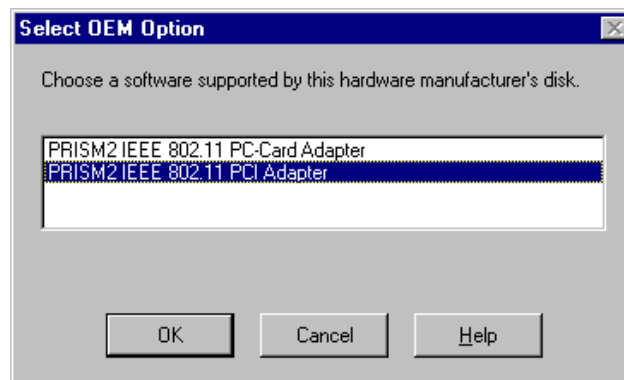 Select OEM Option
Choose a software supported by this hardware manufacturer's disk.
PRISM2 IEEE 802.11 PC-Card Adapter
PRISM2 IEEE 802.11 PCI Adapter
OK Cancel Help